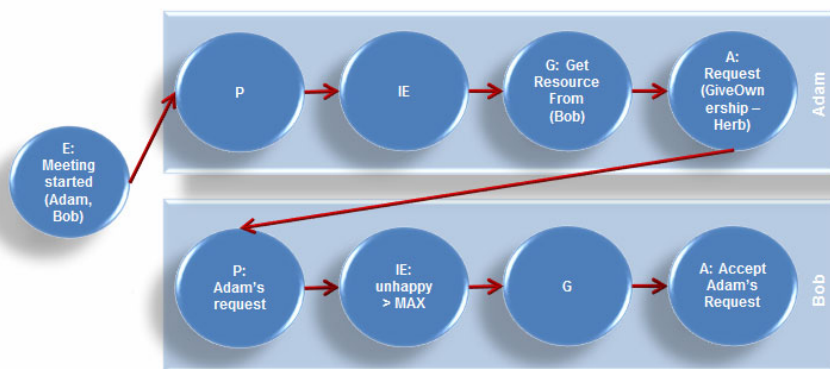 P
IE
G: Get
Resource
From
(Bob)
A:
Request
(GiveOwn
ership –
Herb)
Adam
E:
Meeting
started
(Adam,
Bob)
P:
Adam's
request
IE:
unhappy
> MAX
G
A: Accept
Adam's
Request
Bob